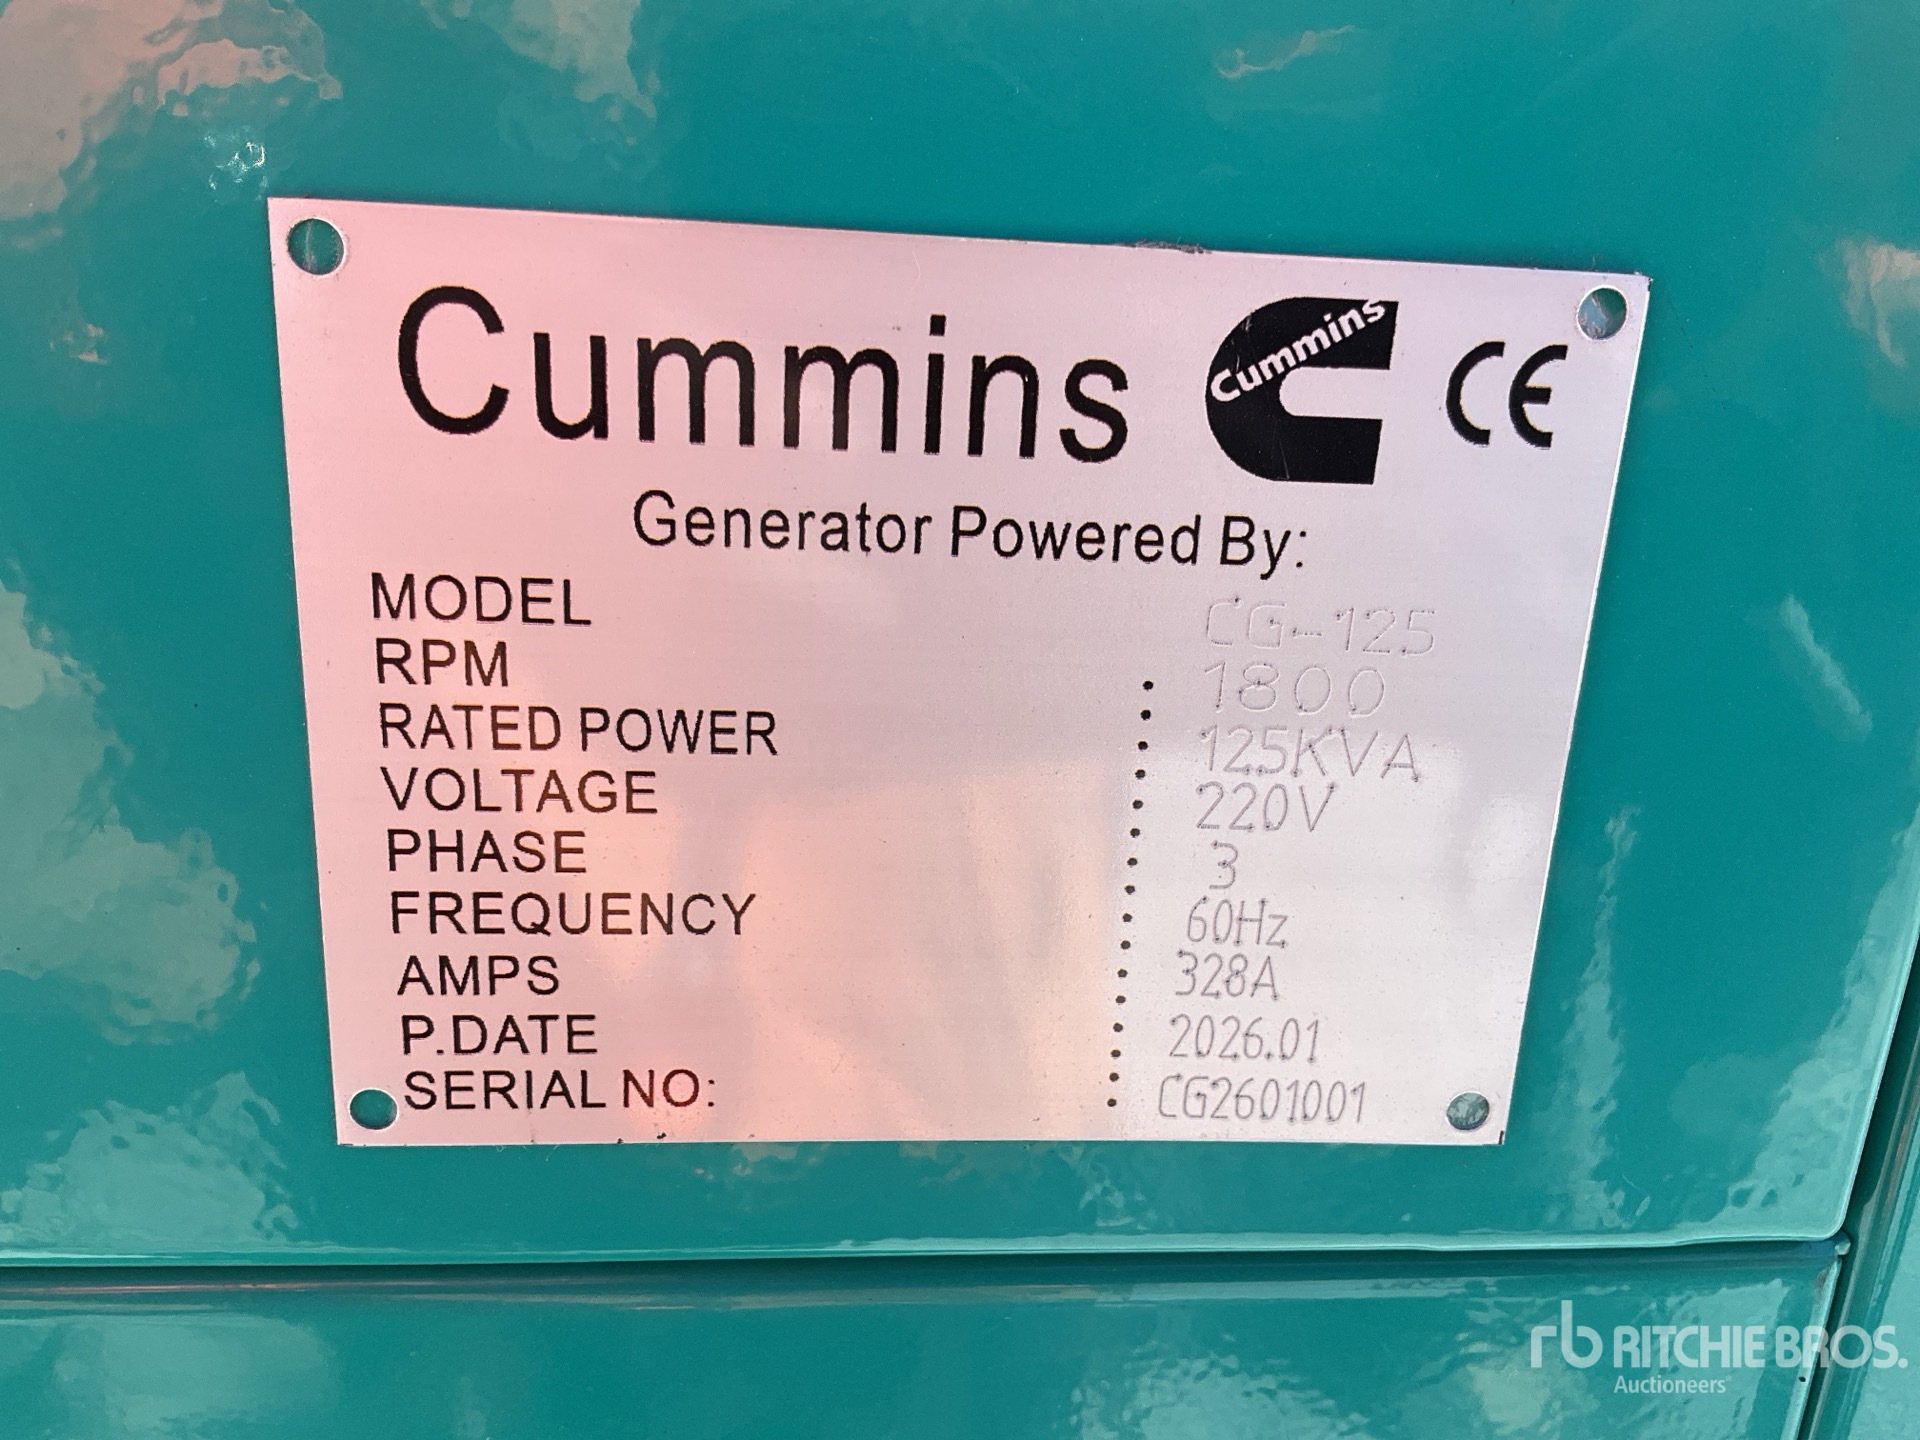 Cummins Cummins CE
Generator Powered By:
MODEL CG-125
RPM 1800
RATED POWER 125KVA
VOLTAGE 220V
PHASE 3
FREQUENCY 60Hz
AMPS 328A
P.DATE 2026.01
SERIAL NO: CG2601001
rb RITCHIE BROS.
Auctioneers